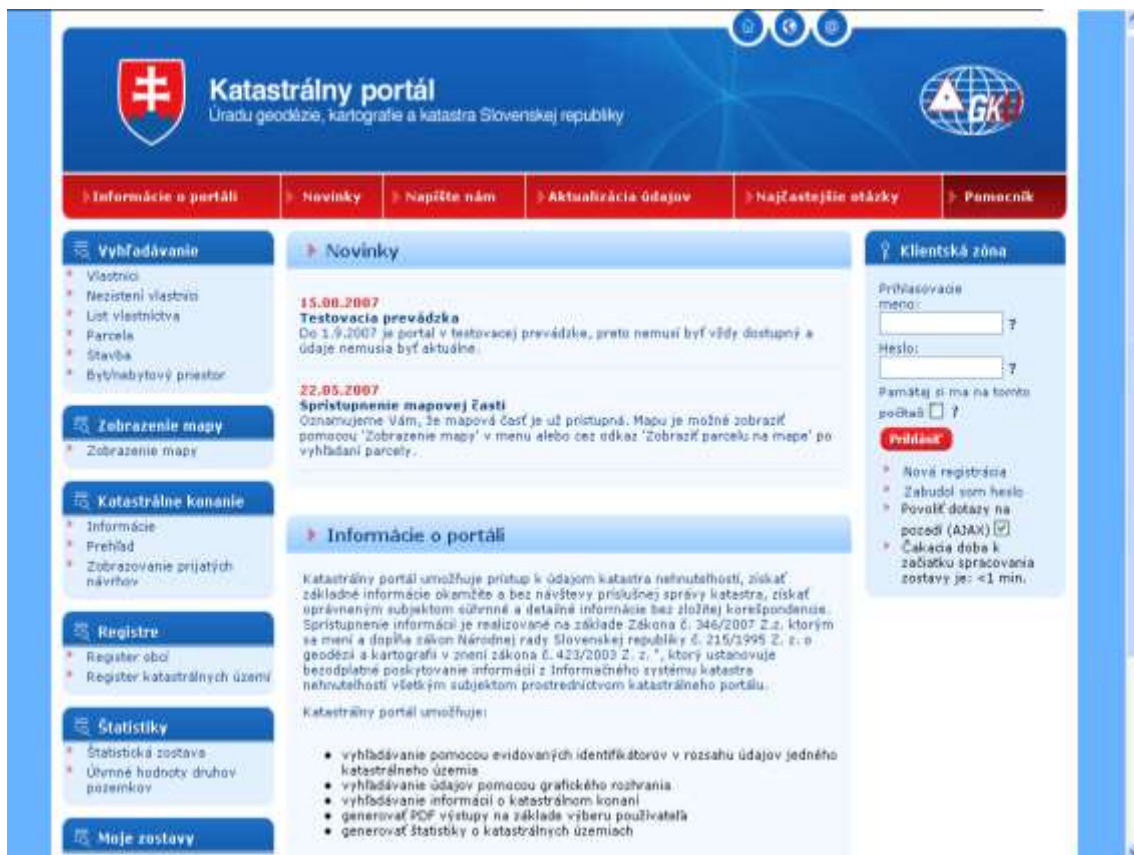 Katastrálny portál
Úradu geodézie, kartografie a katastra Slovenskej republiky
GKÚ
Informácie o portáli
Novinky
Napíšte nám
Aktualizácia údajov
Najčastejšie otázky
Pomocník
Vyhľadávanie
Vlastníci
Nezistení vlastníci
List vlastníctva
Parcela
Stavba
Byt/nebytový priestor
Zobrazenie mapy
Zobrazenie mapy
Katastrálne konanie
Informácie
Prehľad
Zobrazovanie prijatých
návrhov
Registre
Register obcí
Register katastrálnych území
Štatistiky
Štatistická zostava
Úhrnné hodnoty druhov
pozemkov
Moje zostavy
Novinky
15.08.2007
Testovacia prevádzka
Do 1.9.2007 je portal v testovacej prevádzke, preto nemusí byť vždy dostupný a
údaje nemusia byť aktuálne.
22.05.2007
Sprístupnenie mapovej časti
Oznamujeme Vám, že mapová časť je už prístupná. Mapu je možné zobraziť
pomocou 'Zobrazenie mapy' v menu alebo cez odkaz 'Zobraziť parcelu na mape' po
vyhľadaní parcely.
Informácie o portáli
Katastrálny portál umožňuje prístup k údajom katastra nehnuteľností, získať
základné informácie okamžite a bez návštevy príslušnej správy katastra, získať
oprávneným subjektom súhrnné a detailné informácie bez zložitej korešpondencie.
Sprístupnenie informácií je realizované na základe Zákona č. 346/2007 Z.z. ktorým
sa mení a dopĺňa zákon Národnej rady Slovenskej republiky č. 215/1995 Z. z. o
geodézii a kartografii v znení zákona č. 423/2003 Z. z. ", ktorý ustanovuje
bezodplatné poskytovanie informácií z Informačného systému katastra
nehnuteľností všetkým subjektom prostredníctvom katastrálneho portálu.
Katastrálny portál umožňuje:
vyhľadávanie pomocou evidovaných identifikátorov v rozsahu údajov jedného
katastrálneho územia
vyhľadávanie údajov pomocou grafického rozhrania
vyhľadávanie informácií o katastrálnom konaní
generovať PDF výstupy na základe výberu používateľa
generovať štatistiky o katastrálnych územiach
Klientská zóna
Prihlasovacie
meno:
?
Heslo:
?
Pamätaj si ma na tomto
počítači ?
Prihlásiť
Nová registrácia
Zabudol som heslo
Povoliť dotazy na
pozadí (AJAX)
Čakacia doba k
začiatku spracovania
zostavy je: <1 min.